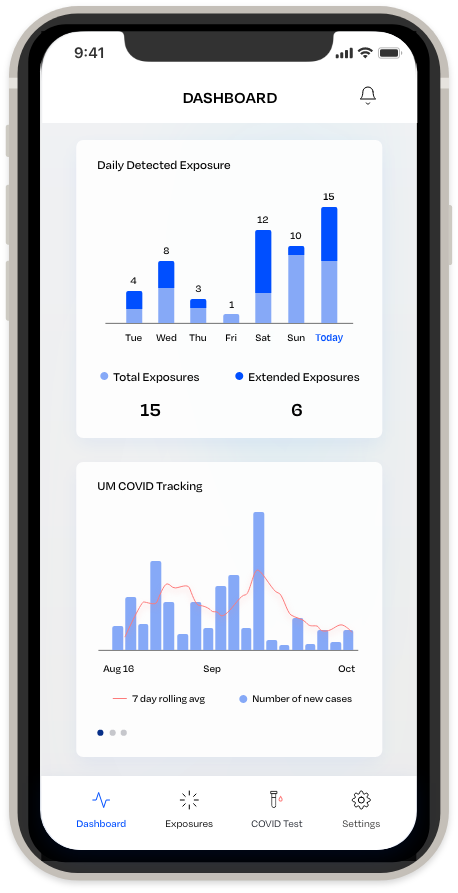 9:41
DASHBOARD
Daily Detected Exposure
15
12
10
8
4
3
1
Tue Wed Thu Fri Sat Sun Today
Total Exposures Extended Exposures
15 6
UM COVID Tracking
Aug 16 Sep Oct
7 day rolling avg Number of new cases
Dashboard Exposures COVID Test Settings